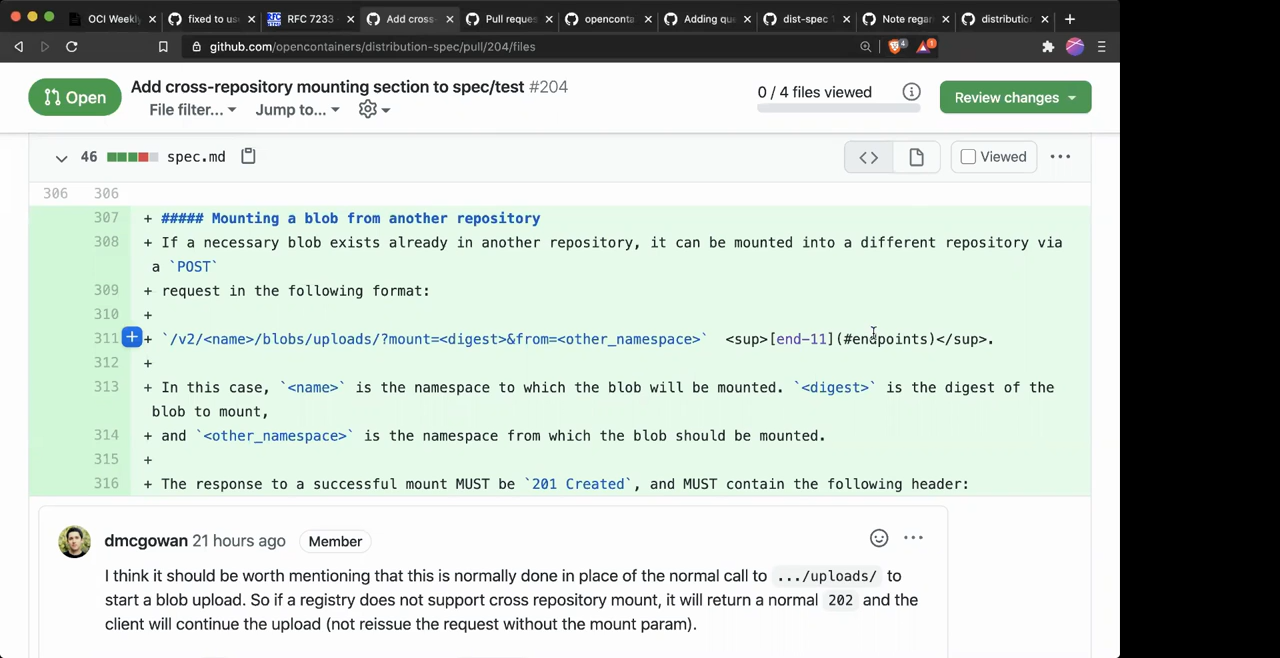 OCI Weekly × fixed to us × RFC 7233 × Add cross- × Pull reques × openconta × Adding qu × dist-spec × Note regar × distribution × +
github.com/opencontainers/distribution-spec/pull/204/files 4 1
Open Add cross-repository mounting section to spec/test #204
File filter... Jump to... 0 / 4 files viewed Review changes
46 spec.md Viewed ...
306 306
307 + ##### Mounting a blob from another repository
308 + If a necessary blob exists already in another repository, it can be mounted into a different repository via
a `POST`
309 + request in the following format:
310 +
311 + `/v2/<name>/blobs/uploads/?mount=<digest>&from=<other_namespace>` <sup>[end-11](#endpoints)</sup>.
312 +
313 + In this case, `<name>` is the namespace to which the blob will be mounted. `<digest>` is the digest of the
blob to mount,
314 + and `<other_namespace>` is the namespace from which the blob should be mounted.
315 +
316 + The response to a successful mount MUST be `201 Created`, and MUST contain the following header:
dmcgowan 21 hours ago Member ...
I think it should be worth mentioning that this is normally done in place of the normal call to .../uploads/ to
start a blob upload. So if a registry does not support cross repository mount, it will return a normal 202 and the
client will continue the upload (not reissue the request without the mount param).